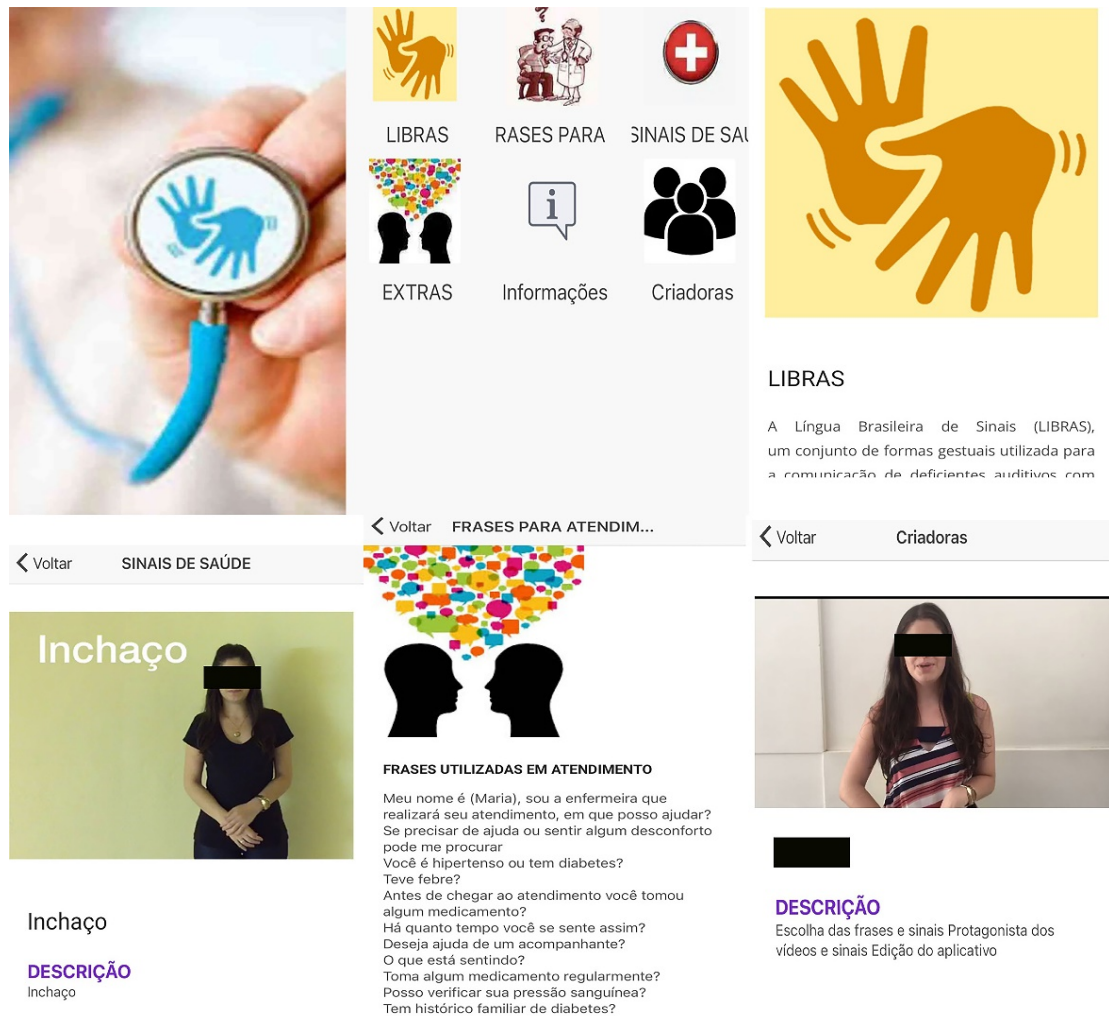 LIBRAS
RASES PARA
SINAIS DE SAÚ
EXTRAS
Informações
Criadoras
LIBRAS
A Língua Brasileira de Sinais (LIBRAS),
um conjunto de formas gestuais utilizada para
a comunicação de deficientes auditivos com
Voltar
SINAIS DE SAÚDE
Inchaço
Inchaço
DESCRIÇÃO
Inchaço
Voltar
FRASES PARA ATENDIM...
FRASES UTILIZADAS EM ATENDIMENTO
Meu nome é (Maria), sou a enfermeira que
realizará seu atendimento, em que posso ajudar?
Se precisar de ajuda ou sentir algum desconforto
pode me procurar
Você é hipertenso ou tem diabetes?
Teve febre?
Antes de chegar ao atendimento você tomou
algum medicamento?
Há quanto tempo você se sente assim?
Deseja ajuda de um acompanhante?
O que está sentindo?
Toma algum medicamento regularmente?
Posso verificar sua pressão sanguínea?
Tem histórico familiar de diabetes?
Voltar
Criadoras
DESCRIÇÃO
Escolha das frases e sinais Protagonista dos
vídeos e sinais Edição do aplicativo